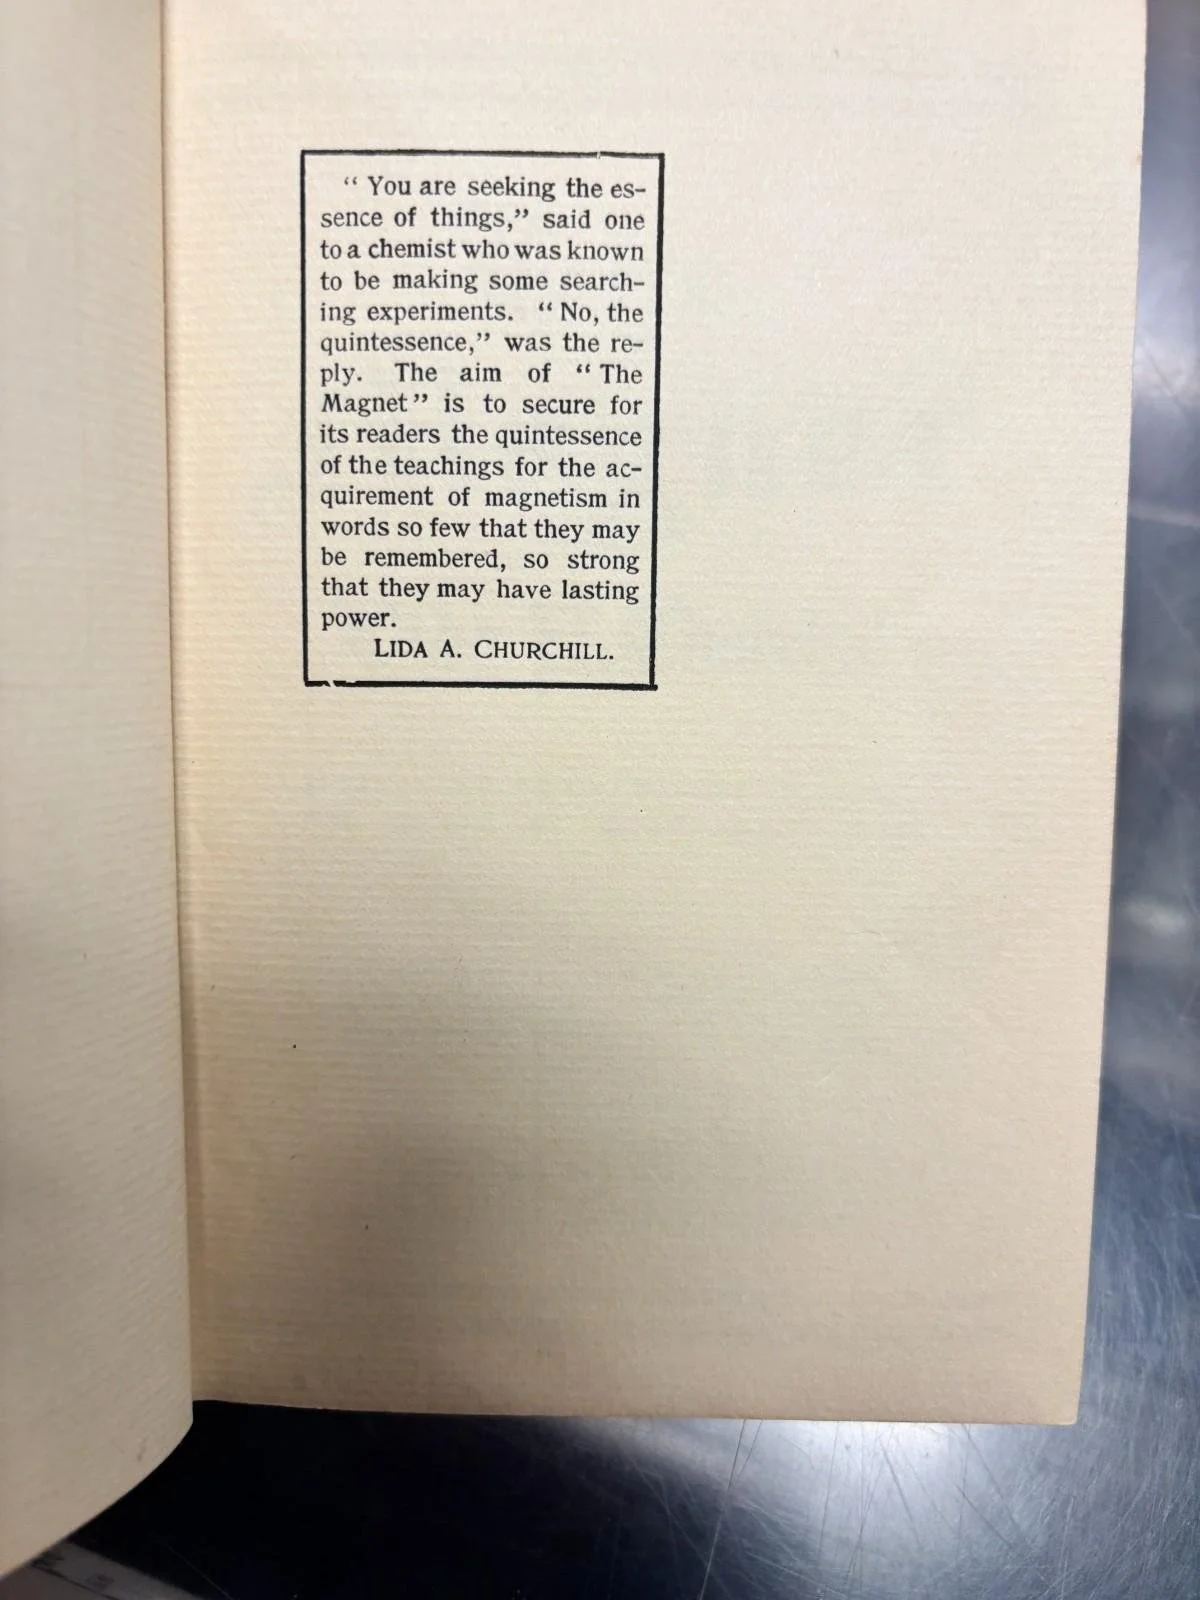 “ You are seeking the es-
sence of things,” said one
to a chemist who was known
to be making some search-
ing experiments. “ No, the
quintessence,” was the re-
ply. The aim of “ The
Magnet” is to secure for
its readers the quintessence
of the teachings for the ac-
quirement of magnetism in
words so few that they may
be remembered, so strong
that they may have lasting
power.
LIDA A. CHURCHILL.